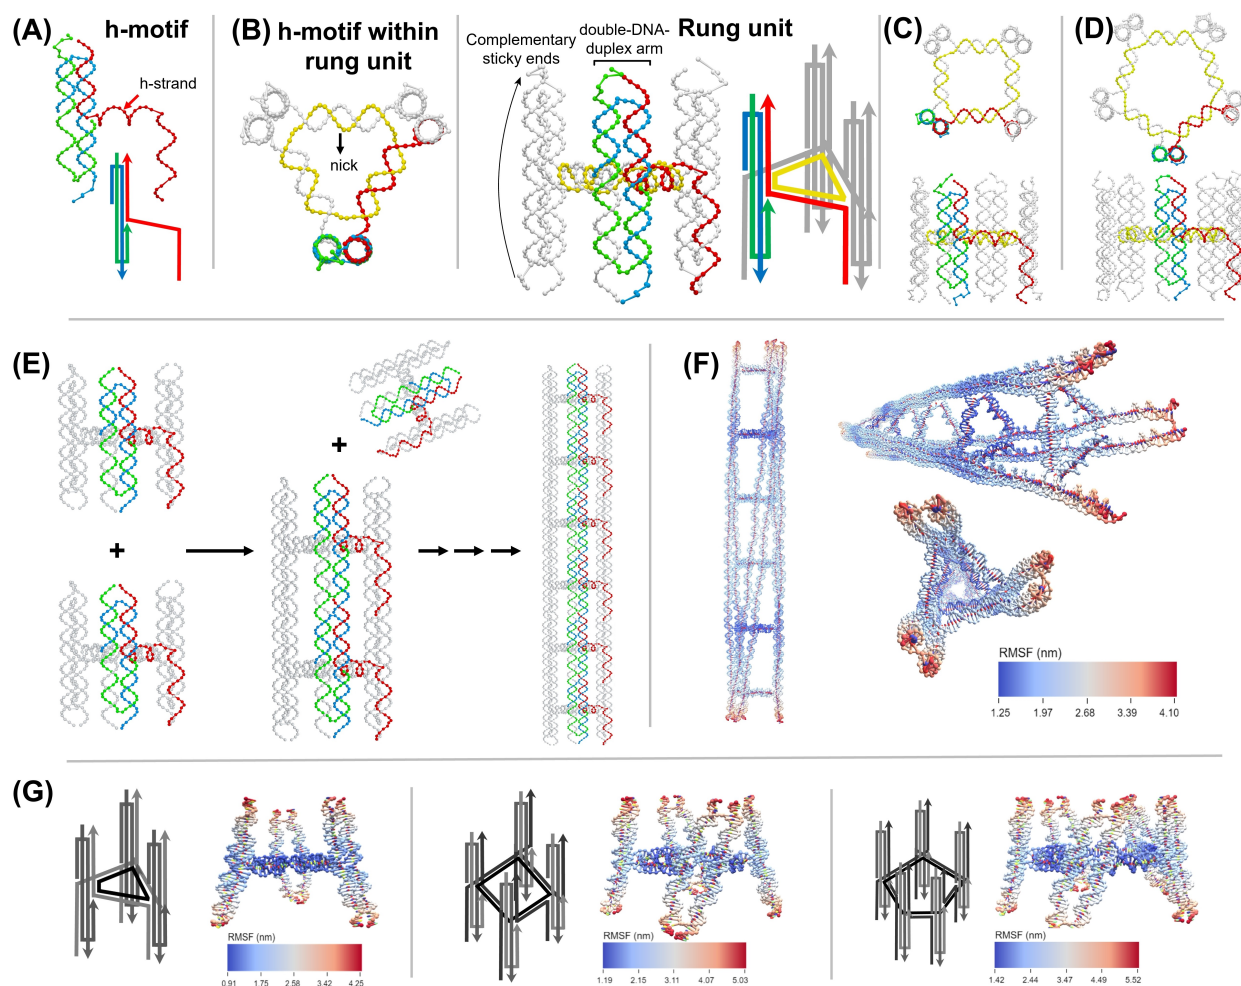 (A)
h-motif
h-strand
(B)
h-motif within
rung unit
nick
Complementary
sticky ends
double-DNA-
duplex arm
Rung unit
(C)
(D)
(E)
+
+
(F)
RMSF (nm)
1.25 1.97 2.68 3.39 4.10
(G)
RMSF (nm)
0.91 1.75 2.58 3.42 4.25
RMSF (nm)
1.19 2.15 3.11 4.07 5.03
RMSF (nm)
1.42 2.44 3.47 4.49 5.52